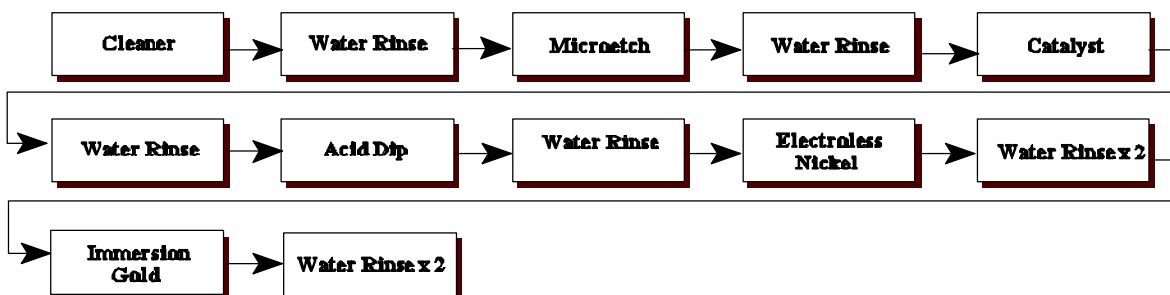 Cleaner
Water Rinse
Microetch
Water Rinse
Catalyst
Water Rinse
Acid Dip
Water Rinse
Electroless
Nickel
Water Rinse x 2
Immersion
Gold
Water Rinse x 2